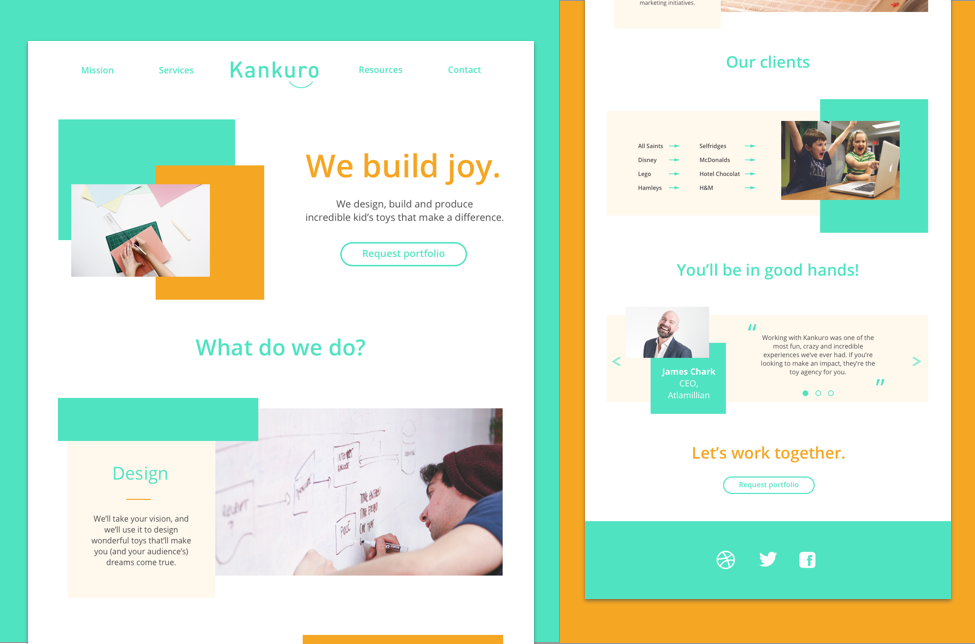 Mission
Services
Kankuro
Resources
Contact
We build joy.
We design, build and produce
incredible kid's toys that make a difference.
Request portfolio
What do we do?
Design
We'll take your vision, and
we'll use it to design
wonderful toys that'll make
you (and your audience's)
dreams come true.
marketing initiatives.
Our clients
All Saints
Selfridges
Disney
McDonalds
Lego
Hotel Chocolat
Hamleys
H&M
You'll be in good hands!
<
James Chark
CEO,
Atlamillian
“
Working with Kankuro was one of the
most fun, crazy and incredible
experiences we've ever had. If you're
looking to make an impact, they're the
toy agency for you.
”
>
Let's work together.
Request portfolio